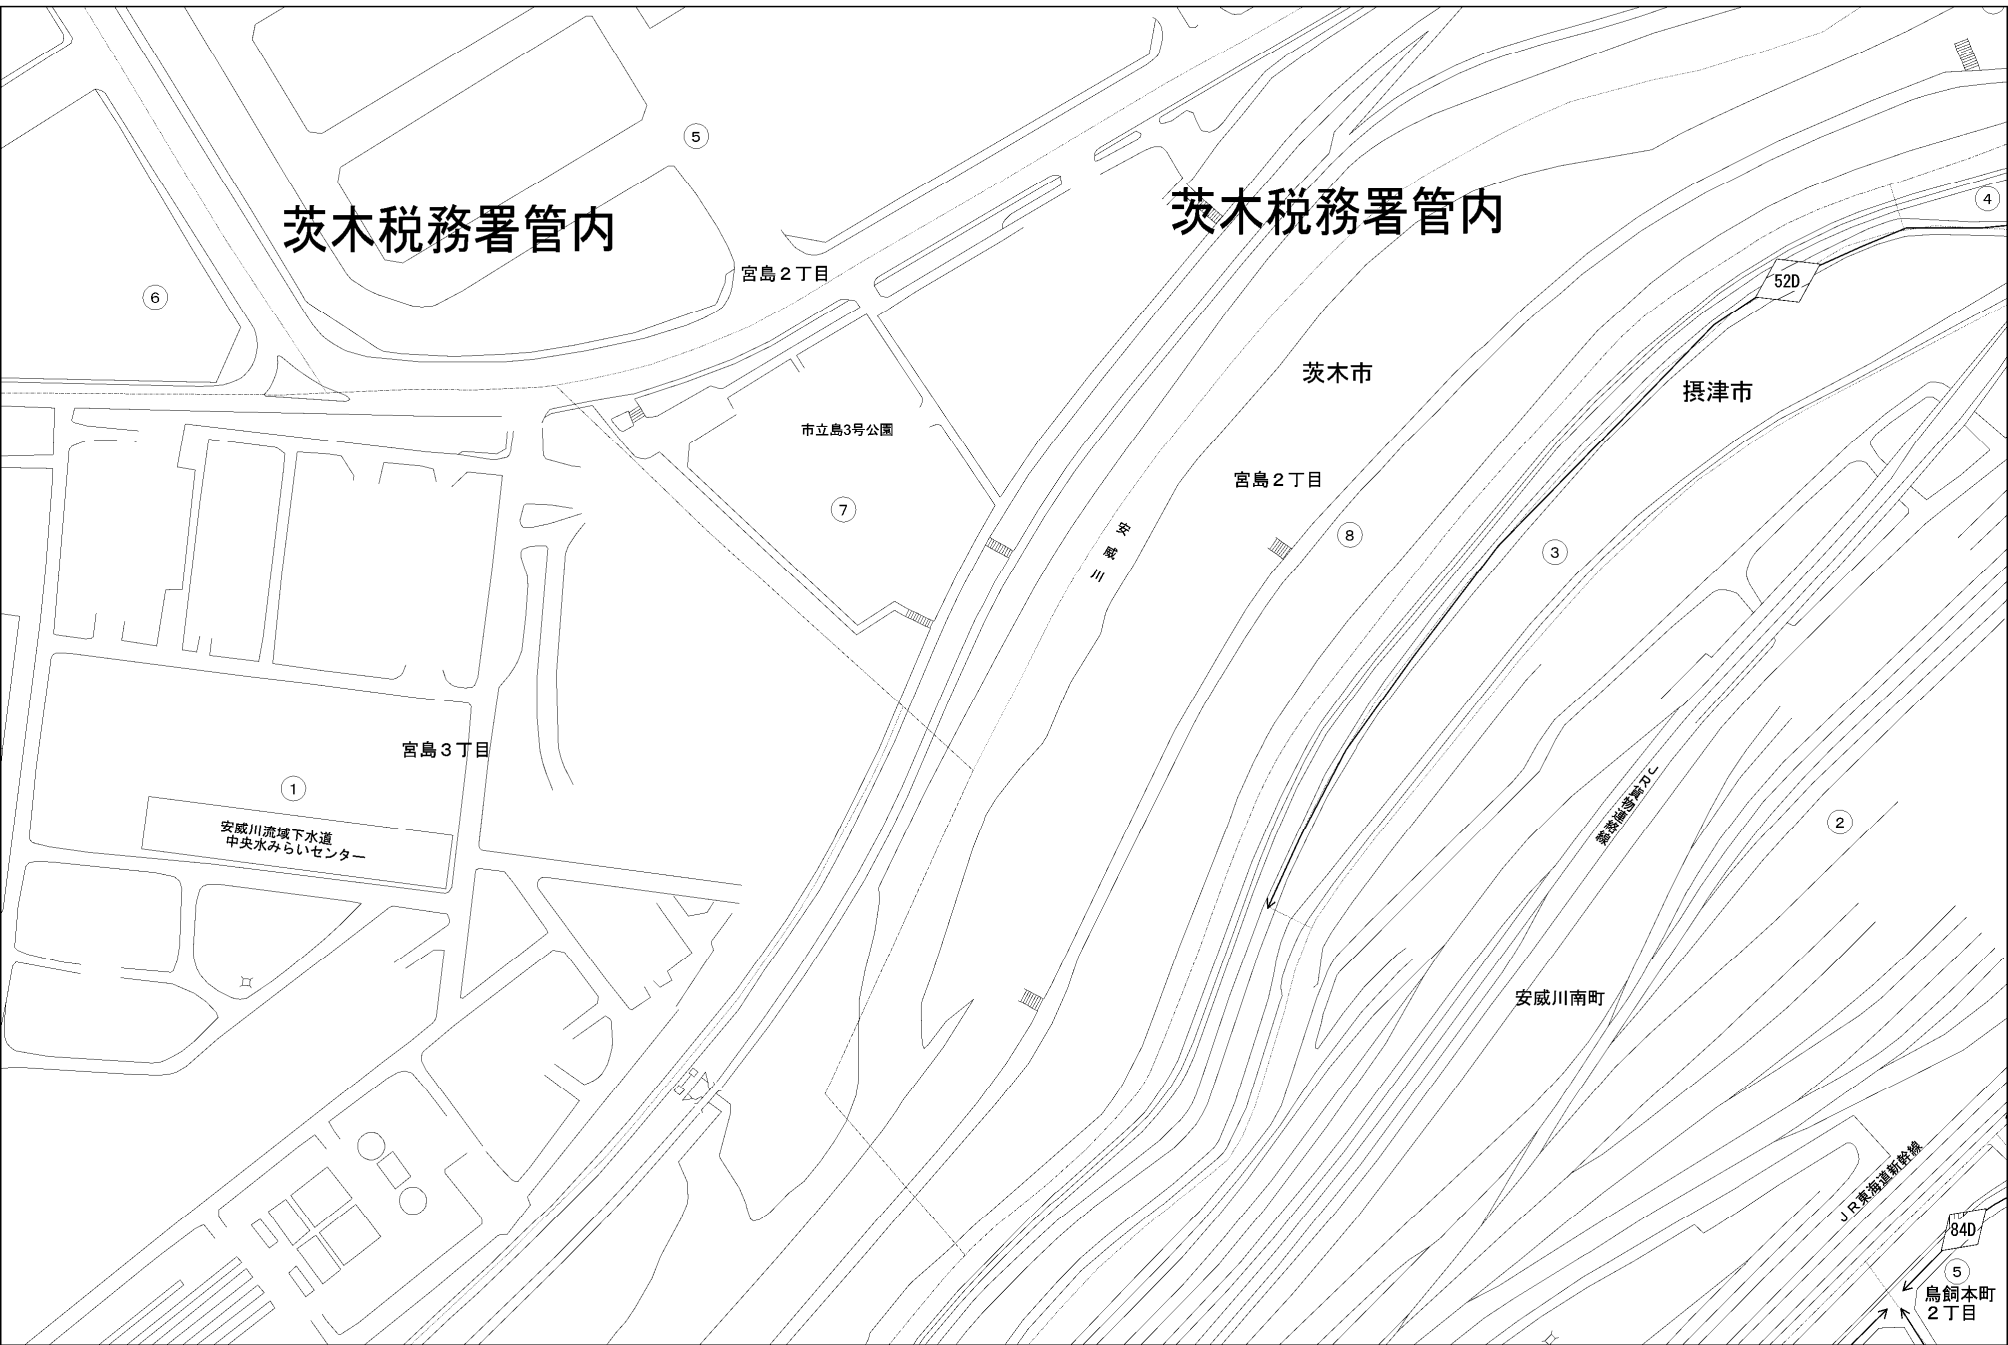 ⑤
④
茨木税務署管内
茨木税務署管内
宮島２丁目
52D
⑥
茨木市
摂津市
市立島3号公園
宮島２丁目
⑦
安威川
⑧
③
宮島３丁目
①
JR貨物連絡線
②
安威川流域下水道
中央水みらいセンター
安威川南町
JR東海道新幹線
84D
⑤
鳥飼本町
２丁目